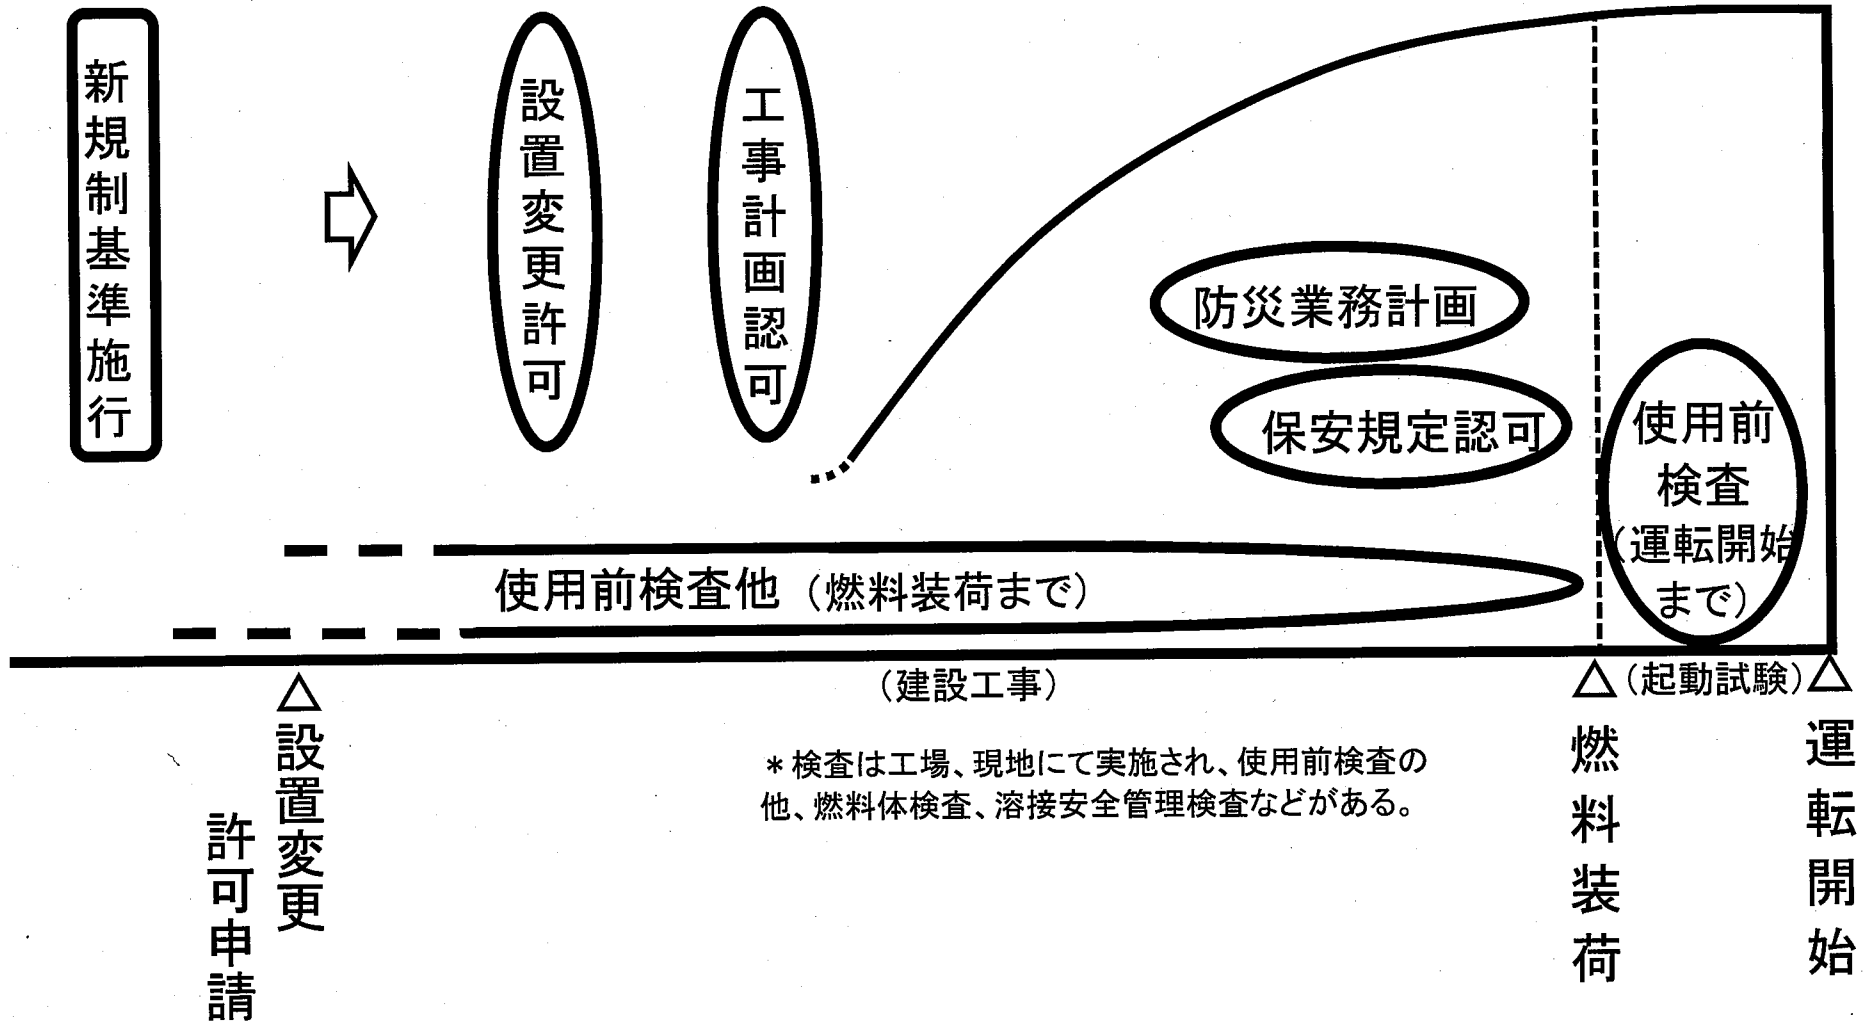 新規制基準施行
設置変更許可
工事計画認可
防災業務計画
保安規定認可
使用前
検査
(運転開始
まで)
使用前検査他（燃料装荷まで）
（建設工事）
（起動試験）
△
設置変更
許可申請
△
燃料装荷
△
運転開始
＊検査は工場、現地にて実施され、使用前検査の
他、燃料体検査、溶接安全管理検査などがある。